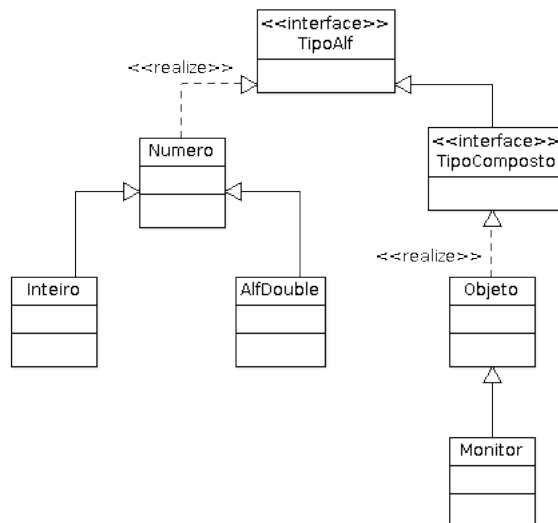 <<interface>>
TipoAlf
<<realize>>
Numero
<<interface>>
TipoComposto
<<realize>>
Inteiro
AlfDouble
Objeto
Monitor